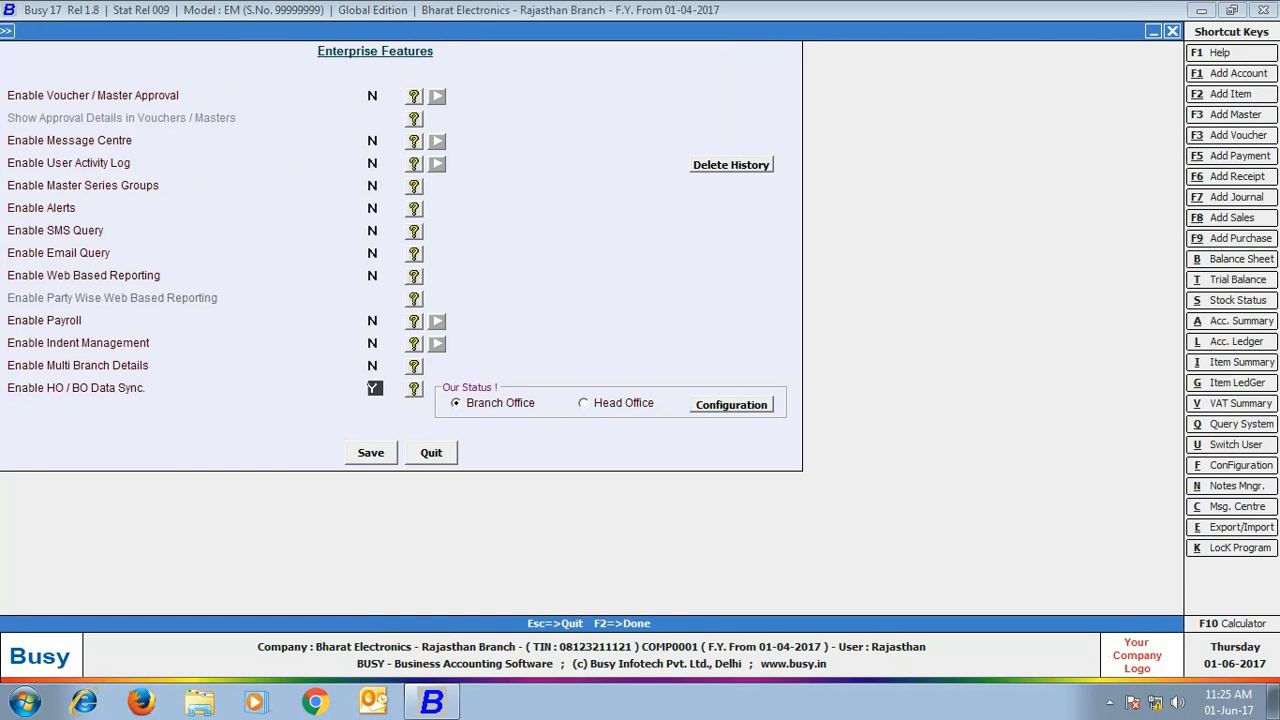 B Busy 17 Rel 1.8 | Stat Rel 009 | Model : EM (S.No. 99999999) | Global Edition | Bharat Electronics - Rajasthan Branch - F.Y. From 01-04-2017
>>
Shortcut Keys
Enterprise Features
Enable Voucher / Master Approval N ?
Show Approval Details in Vouchers / Masters ?
Enable Message Centre N ?
Enable User Activity Log N ? Delete History
Enable Master Series Groups N ?
Enable Alerts N ?
Enable SMS Query N ?
Enable Email Query N ?
Enable Web Based Reporting N ?
Enable Party Wise Web Based Reporting ?
Enable Payroll N ?
Enable Indent Management N ?
Enable Multi Branch Details N ?
Enable HO / BO Data Sync. Y ?
Our Status !
Branch Office Head Office Configuration
Save Quit
F1 Help
F1 Add Account
F2 Add Item
F3 Add Master
F3 Add Voucher
F5 Add Payment
F6 Add Receipt
F7 Add Journal
F8 Add Sales
F9 Add Purchase
B Balance Sheet
T Trial Balance
S Stock Status
A Acc. Summary
L Acc. Ledger
I Item Summary
G Item LedGer
V VAT Summary
Q Query System
U Switch User
F ConFiguration
N Notes Mngr.
C Msg. Centre
E Export/Import
K LocK Program
Esc=>Quit F2=>Done
F10 Calculator
Busy
Company : Bharat Electronics - Rajasthan Branch - ( TIN : 08123211121 ) COMP0001 ( F.Y. From 01-04-2017 ) - User : Rajasthan
BUSY - Business Accounting Software ; (c) Busy Infotech Pvt. Ltd., Delhi ; www.busy.in
Your
Company
Logo
Thursday
01-06-2017
B
11:25 AM
01-Jun-17